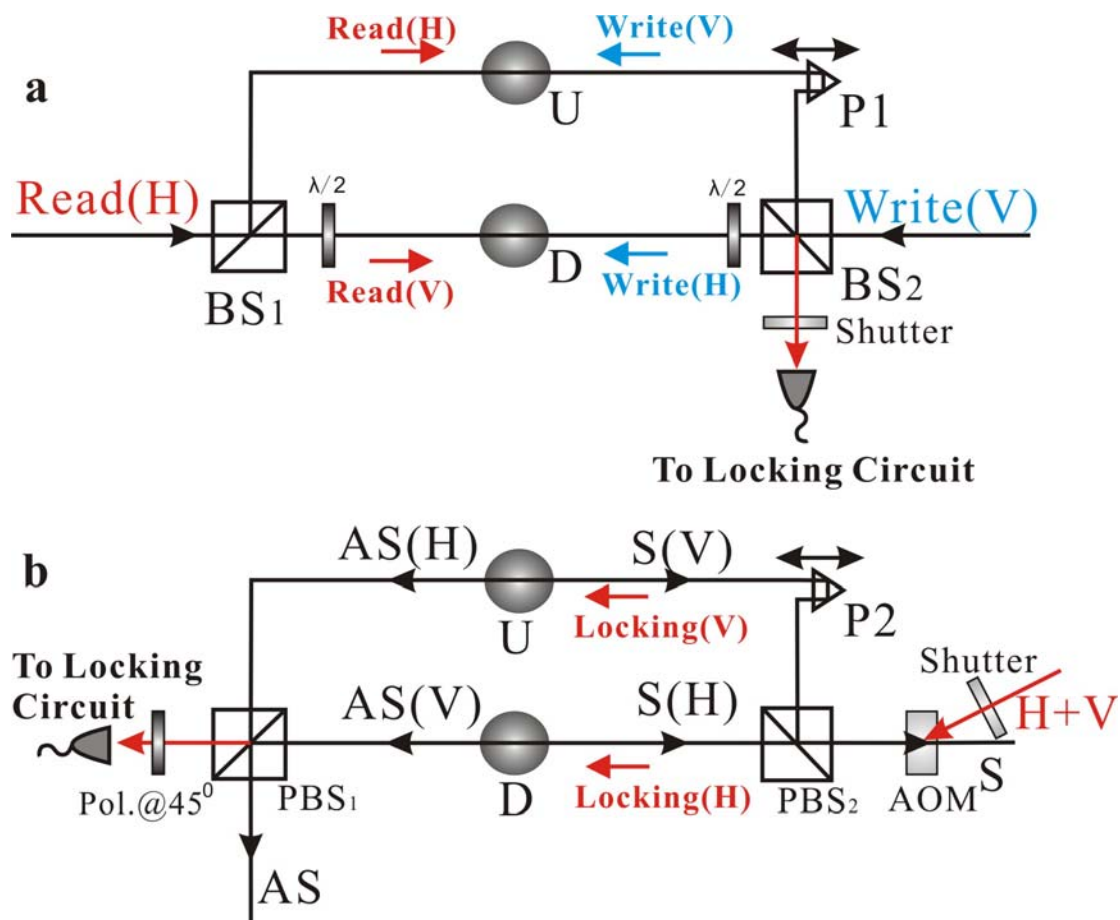 a
Read(H)
Write(V)
U
P1
Read(H)
λ/2
λ/2
Write(V)
BS1
Read(V)
D
Write(H)
BS2
Shutter
To Locking Circuit
b
AS(H)
S(V)
U
Locking(V)
P2
To Locking
Circuit
AS(V)
S(H)
Shutter
H+V
Pol.@45⁰
PBS1
D
Locking(H)
PBS2
AOM
S
AS